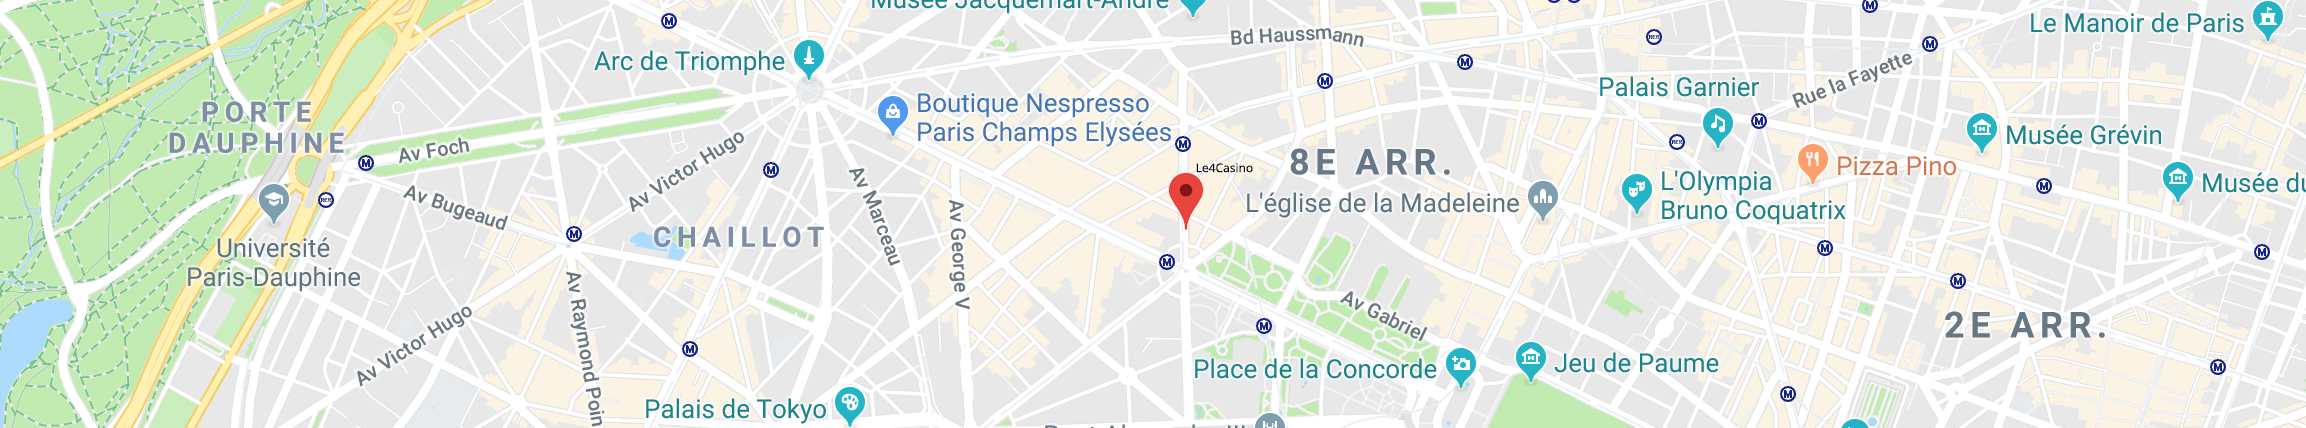 Musée Jacquemart-André
Bd Haussmann
Le Manoir de Paris
Arc de Triomphe
Palais Garnier
Rue la Fayette
PORTE
DAUPHINE
Boutique Nespresso
Paris Champs Elysées
Musée Grévin
Av Foch
Av Victor Hugo
Le4Casino
8E ARR.
Pizza Pino
L'Olympia
Bruno Coquatrix
Musée du
Av Bugeaud
Av Marceau
Av George V
L'église de la Madeleine
CHAILLOT
Université
Paris-Dauphine
Av Raymond Poin
Av Victor Hugo
Av Gabriel
2E ARR.
Place de la Concorde
Jeu de Paume
Palais de Tokyo